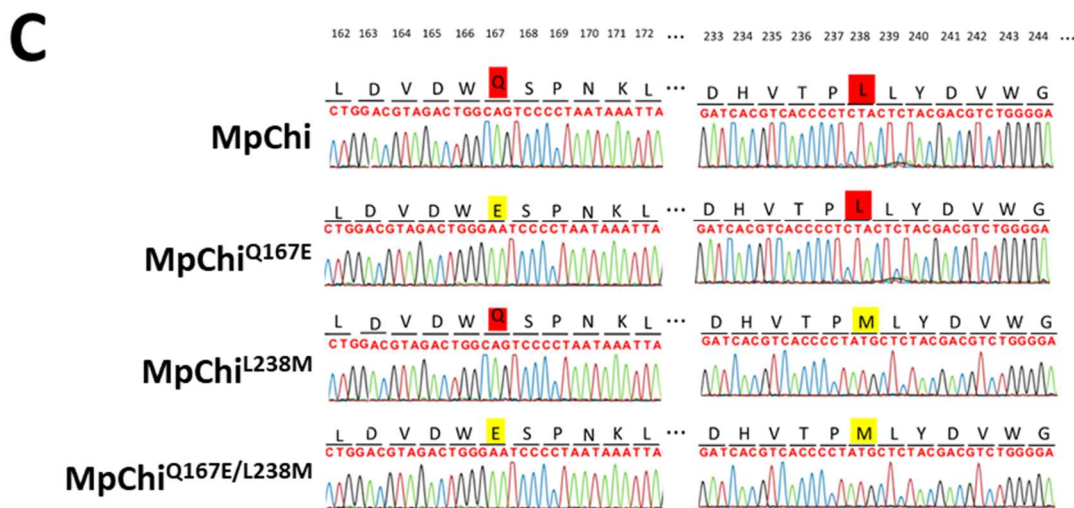 C
162 163 164 165 166 167 168 169 170 171 172 ... 233 234 235 236 237 238 239 240 241 242 243 244 ...
L D V D W Q S P N K L ... D H V T P L L Y D V W G
CTGGACGTAGACTGGCAGTCCCCTAATAAATTA GATCACGTCACCCCTCTACTCTACGACGTCTGGGGA
MpChi
L D V D W E S P N K L ... D H V T P L L Y D V W G
CTGGACGTAGACTGGGAATCCCCTAATAAATTA GATCACGTCACCCCTCTACTCTACGACGTCTGGGGA
MpChiQ167E
L D V D W Q S P N K L ... D H V T P M L Y D V W G
CTGGACGTAGACTGGCAGTCCCCTAATAAATTA GATCACGTCACCCCTATGCTCTACGACGTCTGGGGA
MpChiL238M
L D V D W E S P N K L ... D H V T P M L Y D V W G
CTGGACGTAGACTGGGAATCCCCTAATAAATTA GATCACGTCACCCCTATGCTCTACGACGTCTGGGGA
MpChiQ167E/L238M